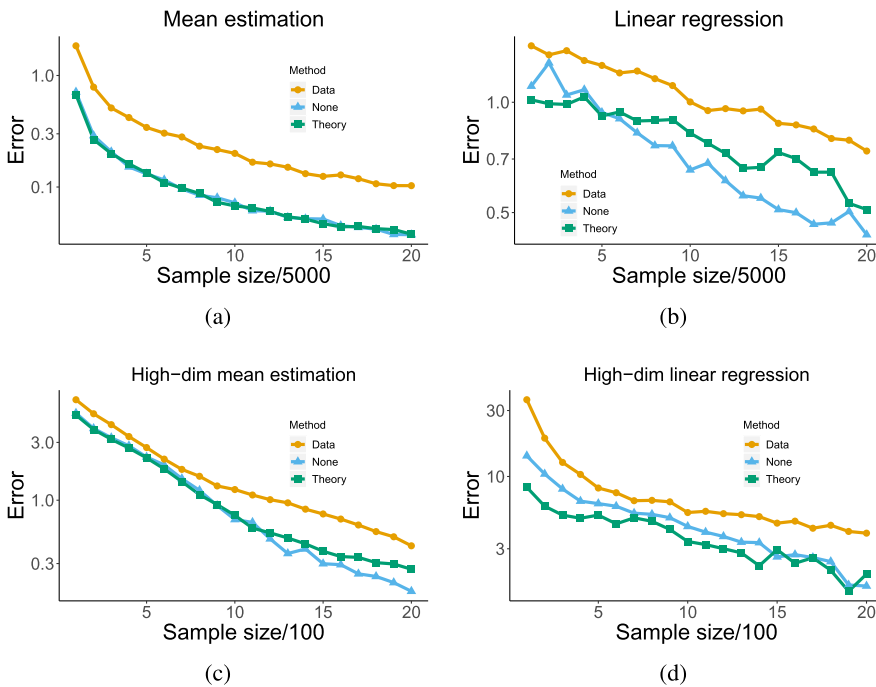 Mean estimation
Error
1.0
0.3
0.1
Method
Data
None
Theory
5
10
15
20
Sample size/5000
(a)
Linear regression
Error
1.0
0.7
0.5
Method
Data
None
Theory
5
10
15
20
Sample size/5000
(b)
High−dim mean estimation
Error
3.0
1.0
0.3
Method
Data
None
Theory
5
10
15
20
Sample size/100
(c)
High−dim linear regression
Error
30
10
3
Method
Data
None
Theory
5
10
15
20
Sample size/100
(d)